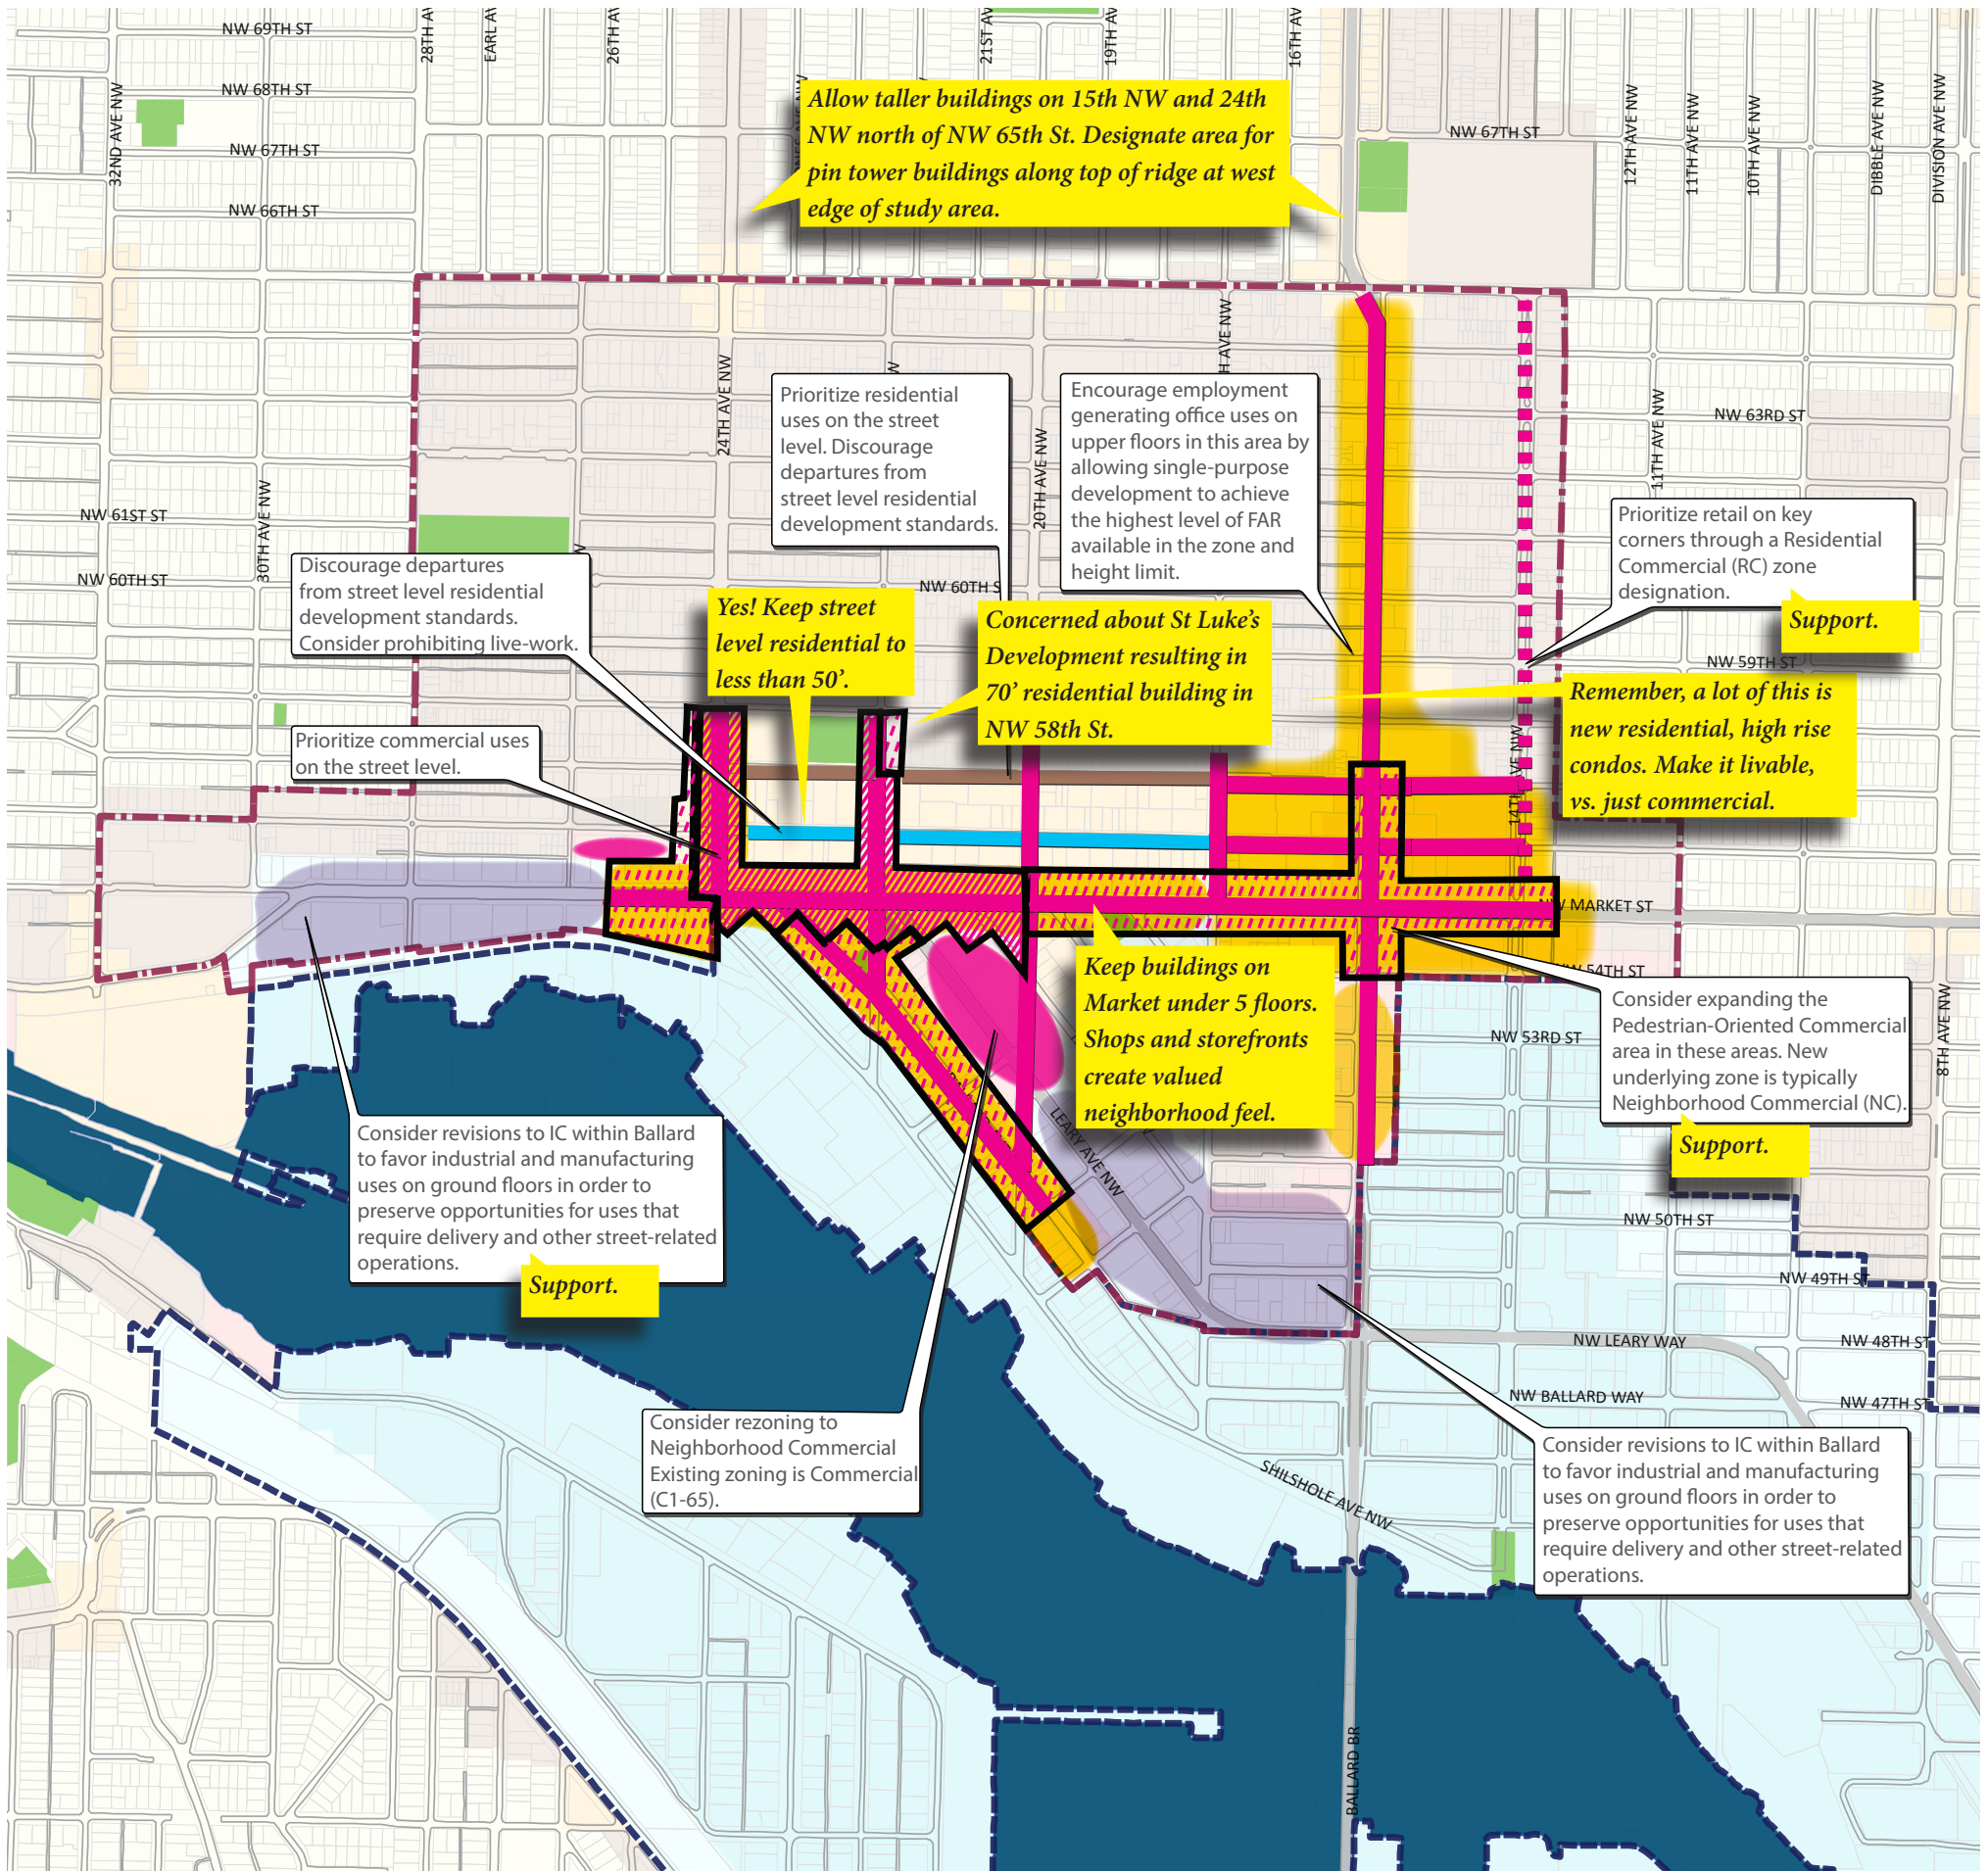 NW 69TH ST
28TH AV
EARL AV
26TH A
21ST AV
19TH A
16TH AV
NW 68TH ST
32ND AVE NW
NW 67TH ST
NW 66TH ST
Allow taller buildings on 15th NW and 24th
NW north of NW 65th St. Designate area for
pin tower buildings along top of ridge at west
edge of study area.
NW 67TH ST
12TH AVE NW
11TH AVE NW
10TH AVE NW
DIBBLE AVE NW
DIVISION AVE NW
24TH AVE NW
Prioritize residential
uses on the street
level. Discourage
departures from
street level residential
development standards.
20TH AVE NW
H AVE NW
Encourage employment
generating office uses on
upper floors in this area by
allowing single-purpose
development to achieve
the highest level of FAR
available in the zone and
height limit.
NW 63RD ST
11TH AVE NW
Prioritize retail on key
corners through a Residential
Commercial (RC) zone
designation.
Support.
NW 61ST ST
30TH AVE NW
NW 60TH ST
NW 60TH S
Discourage departures
from street level residential
development standards.
Consider prohibiting live-work.
Yes! Keep street
level residential to
less than 50’.
Concerned about St Luke’s
Development resulting in
70’ residential building in
NW 58th St.
NW 59TH ST
Remember, a lot of this is
new residential, high rise
condos. Make it livable,
vs. just commercial.
Prioritize commercial uses
on the street level.
14TH AVE NW
NW MARKET ST
NW 54TH ST
Keep buildings on
Market under 5 floors.
Shops and storefronts
create valued
neighborhood feel.
Consider expanding the
Pedestrian-Oriented Commercial
area in these areas. New
underlying zone is typically
Neighborhood Commercial (NC).
Support.
NW 53RD ST
8TH AVE NW
LEARY AVE NW
Consider revisions to IC within Ballard
to favor industrial and manufacturing
uses on ground floors in order to
preserve opportunities for uses that
require delivery and other street-related
operations.
Support.
NW 50TH ST
NW 49TH ST
NW LEARY WAY
NW 48TH ST
NW BALLARD WAY
NW 47TH ST
Consider rezoning to
Neighborhood Commercial
Existing zoning is Commercial
(C1-65).
SHILSHOLE AVE NW
Consider revisions to IC within Ballard
to favor industrial and manufacturing
uses on ground floors in order to
preserve opportunities for uses that
require delivery and other street-related
operations.
BALLARD BR